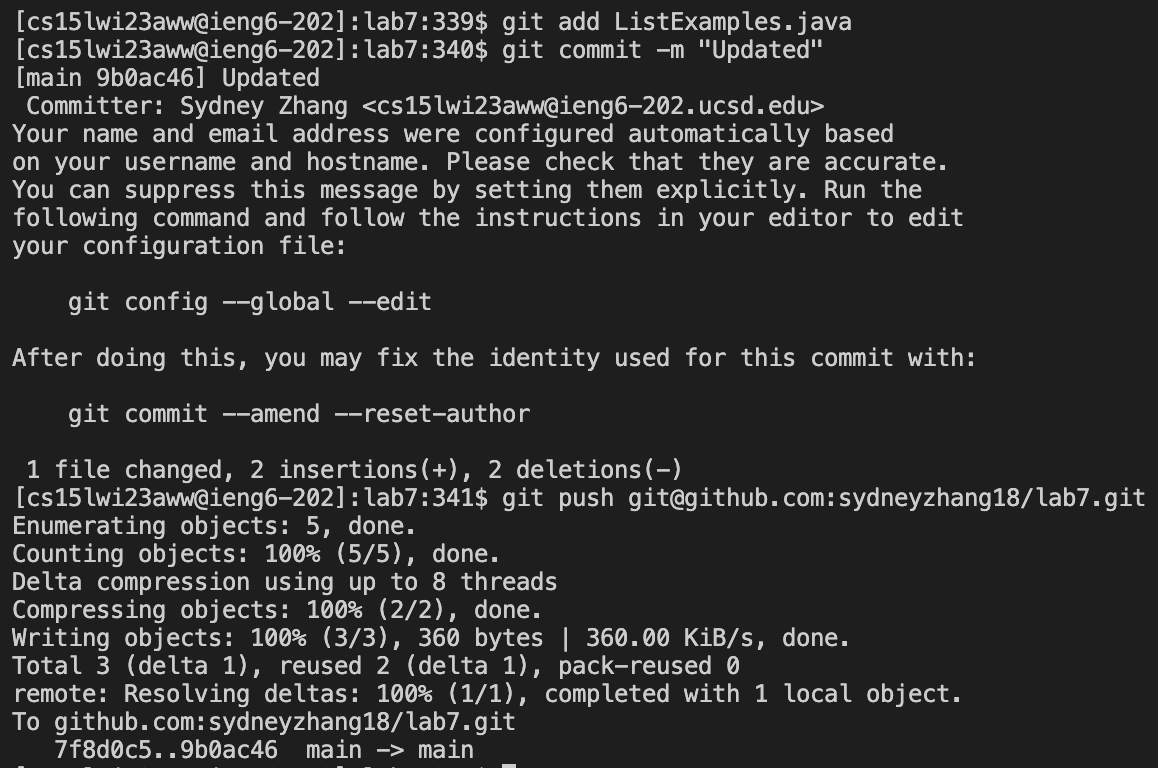 [cs15lwi23aww@ieng6-202]:lab7:339$ git add ListExamples.java
[cs15lwi23aww@ieng6-202]:lab7:340$ git commit -m "Updated"
[main 9b0ac46] Updated
 Committer: Sydney Zhang <cs15lwi23aww@ieng6-202.ucsd.edu>
Your name and email address were configured automatically based
on your username and hostname. Please check that they are accurate.
You can suppress this message by setting them explicitly. Run the
following command and follow the instructions in your editor to edit
your configuration file:

    git config --global --edit

After doing this, you may fix the identity used for this commit with:

    git commit --amend --reset-author

 1 file changed, 2 insertions(+), 2 deletions(-)
[cs15lwi23aww@ieng6-202]:lab7:341$ git push git@github.com:sydneyzhang18/lab7.git
Enumerating objects: 5, done.
Counting objects: 100% (5/5), done.
Delta compression using up to 8 threads
Compressing objects: 100% (2/2), done.
Writing objects: 100% (3/3), 360 bytes | 360.00 KiB/s, done.
Total 3 (delta 1), reused 2 (delta 1), pack-reused 0
remote: Resolving deltas: 100% (1/1), completed with 1 local object.
To github.com:sydneyzhang18/lab7.git
   7f8d0c5..9b0ac46  main -> main